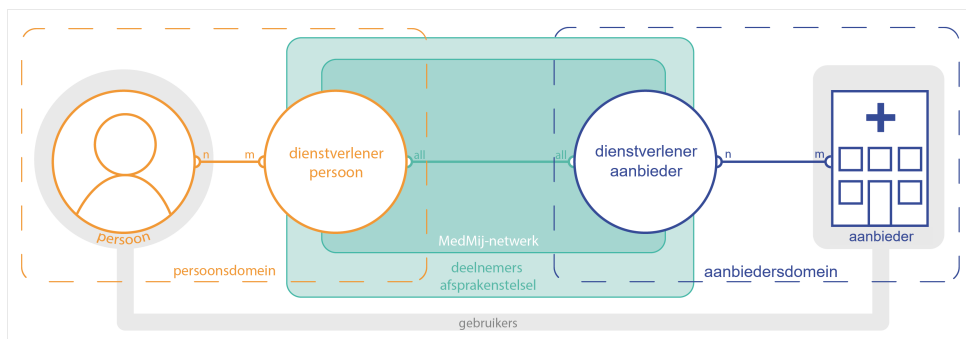 n
m
dienstverlener
persoon
all
all
dienstverlener
aanbieder
n
m
persoon
aanbieder
MedMij-netwerk
persoonsdomein
deelnemers
afsprakenstelsel
aanbiedersdomein
gebruikers